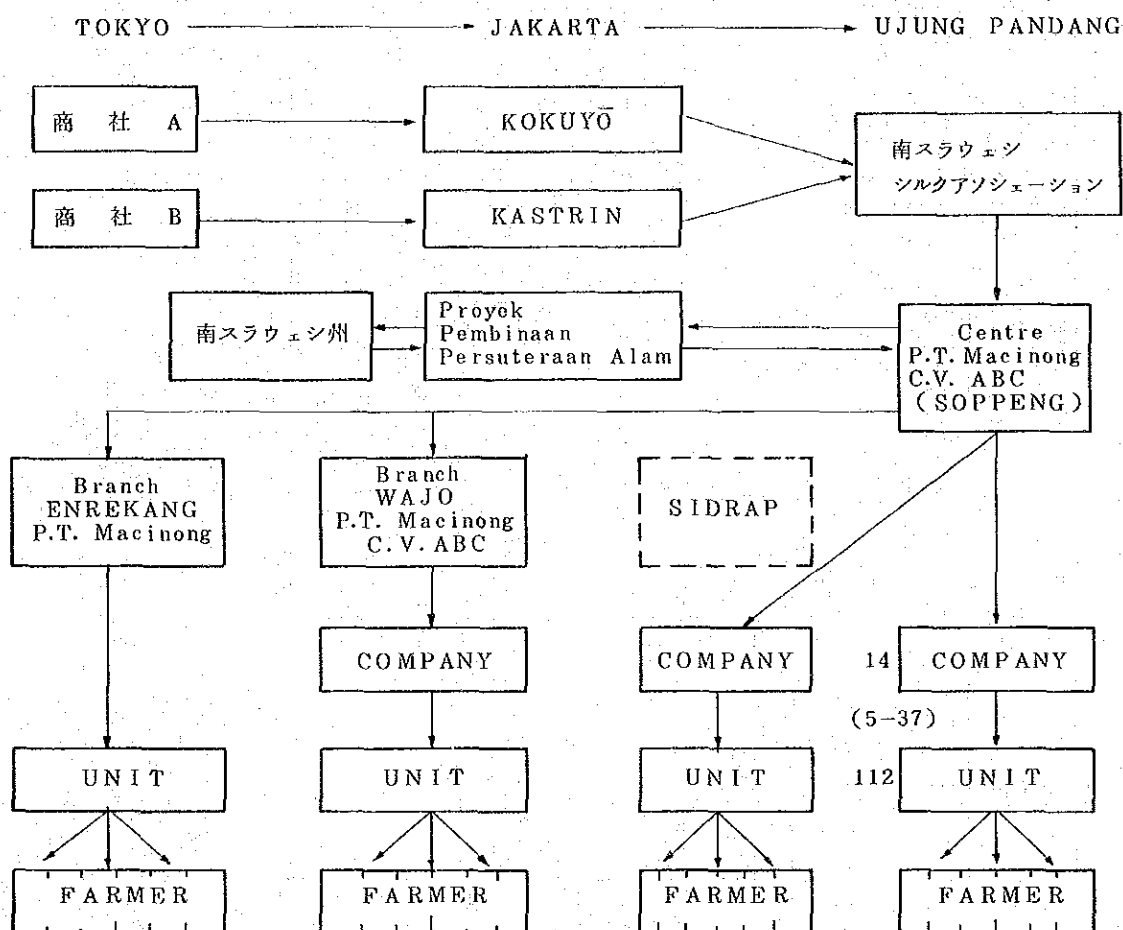 TOKYO JAKARTA UJUNG PANDANG
商社 A KOKUYŌ
南スラウェシ
シルクアソシェーション
商社 B KASTRIN
南スラウェシ州
Proyok
Pembinaan
Persuteraan Alam
Centre
P.T. Macinong
C.V. ABC
(SOPPENG)
Branch
ENREKANG
P.T. Macinong
Branch
WAJO
P.T. Macinong
C.V. ABC
SIDRAP
COMPANY COMPANY 14 COMPANY
(5-37)
UNIT UNIT UNIT 112 UNIT
FARMER FARMER FARMER FARMER